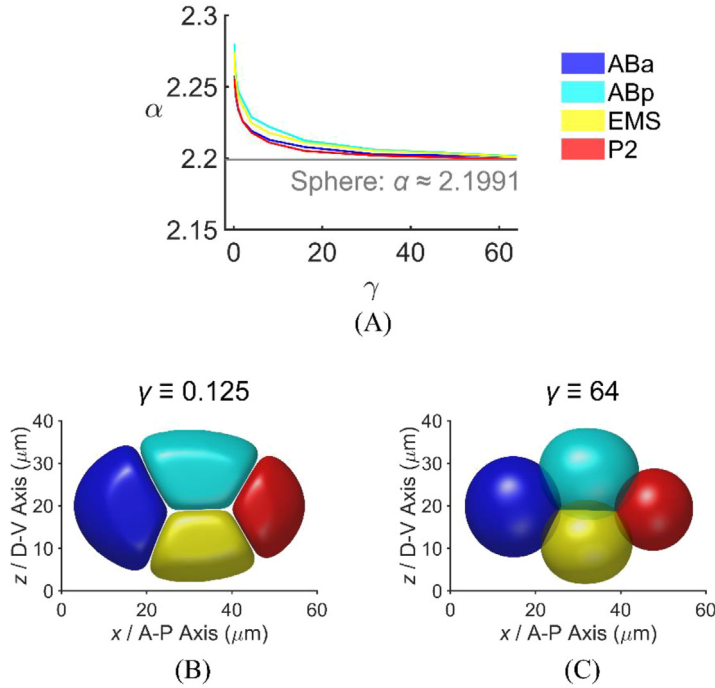 2.3
2.25
2.2
2.15
α
Sphere: α ≈ 2.1991
0 20 40 60
γ
ABa
ABp
EMS
P2
(A)
γ ≡ 0.125
40
30
20
10
0
z / D-V Axis (μm)
0 20 40 60
x / A-P Axis (μm)
(B)
γ ≡ 64
40
30
20
10
0
z / D-V Axis (μm)
0 20 40 60
x / A-P Axis (μm)
(C)